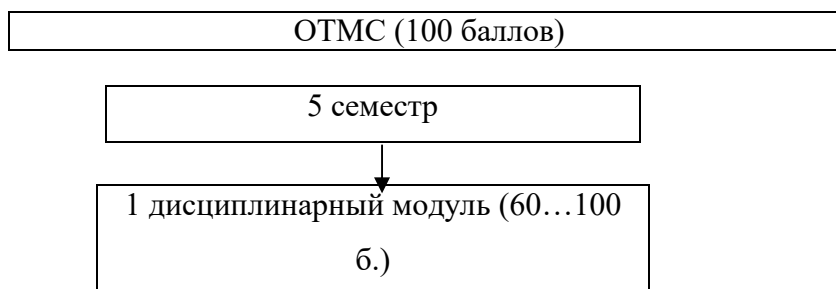 ОТМС (100 баллов)
5 семестр
1 дисциплинарный модуль (60…100
б.)